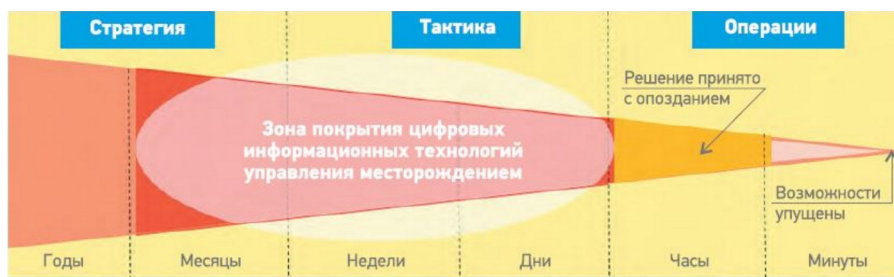 Стратегия
Тактика
Операции
Решение принято
с опозданием
Зона покрытия цифровых
информационных технологий
управления месторождением
Возможности
упущены
Годы
Месяцы
Недели
Дни
Часы
Минуты